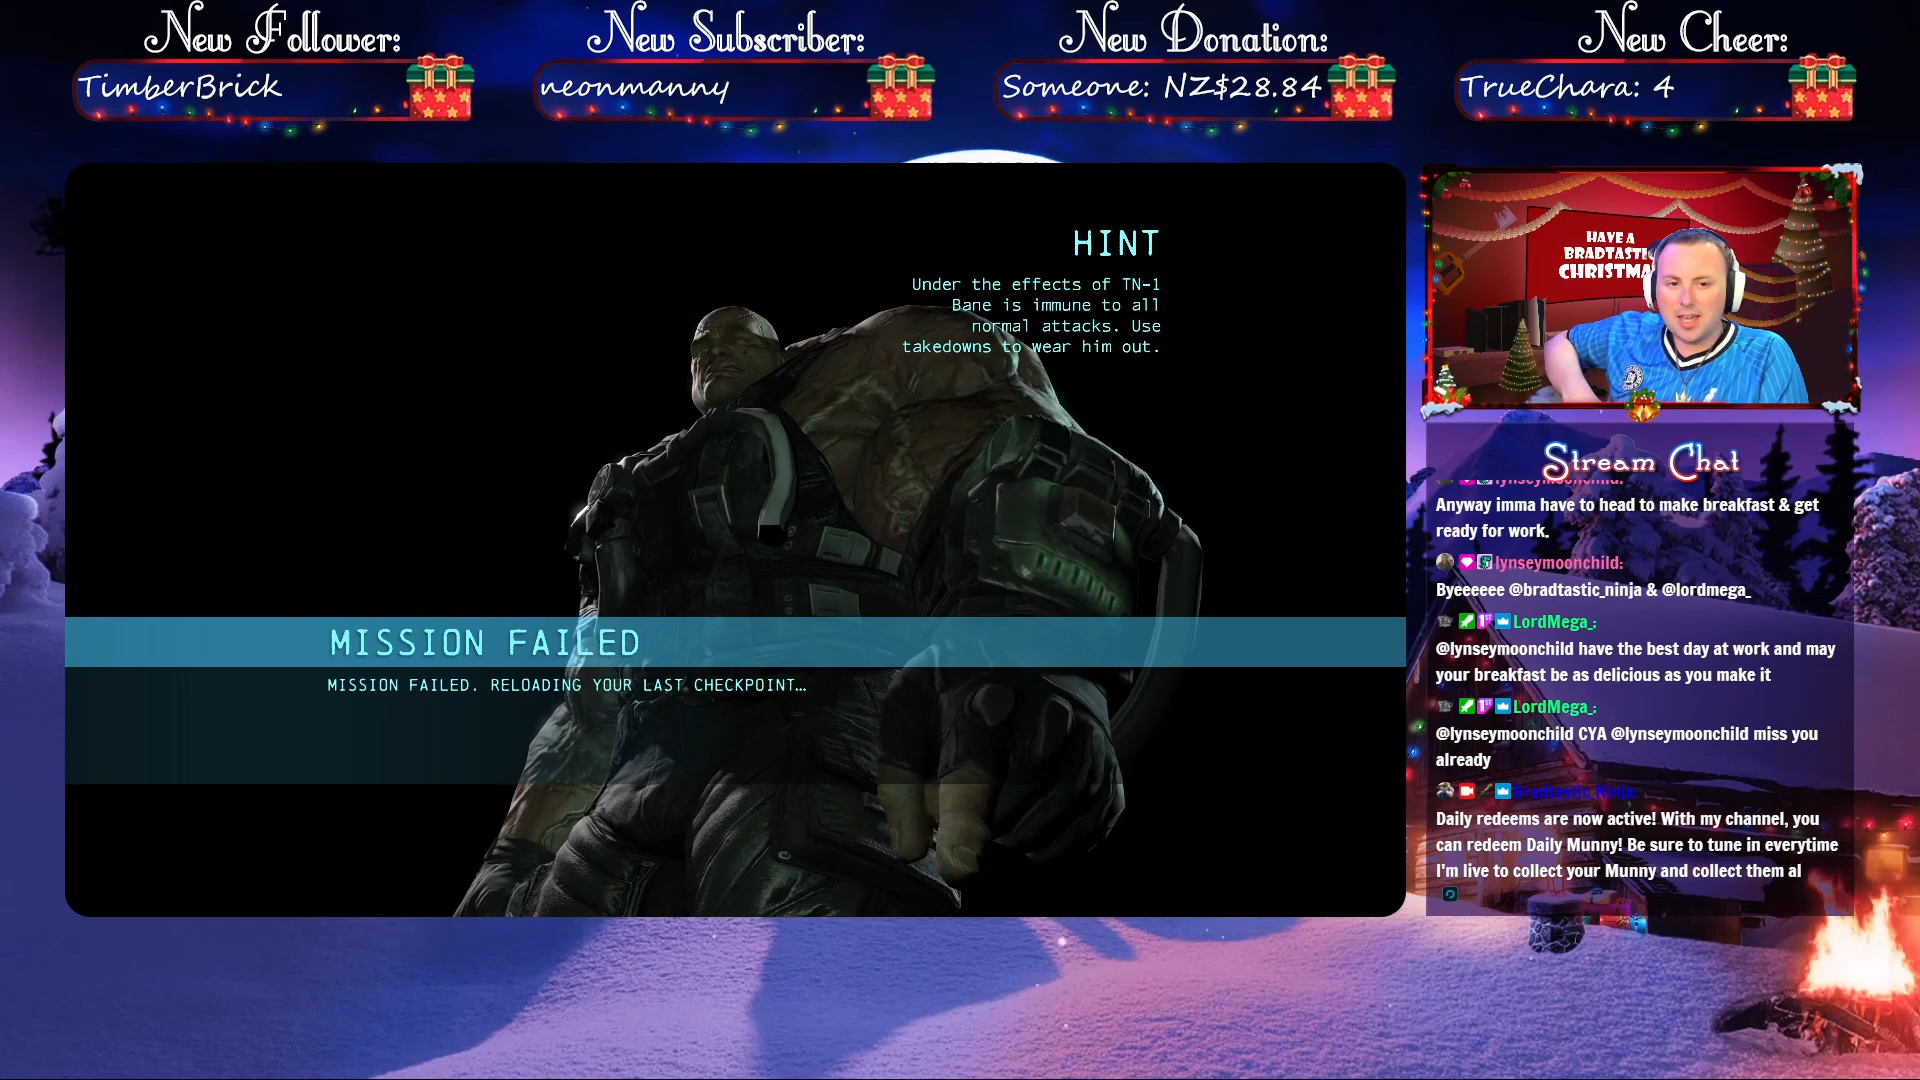 New Follower:
TimberBrick
New Subscriber:
neonmanny
New Donation:
Someone: NZ$28.84
New Cheer:
TrueChara: 4
HINT
Under the effects of TN-1
Bane is immune to all
normal attacks. Use
takedowns to wear him out.
MISSION FAILED
MISSION FAILED. RELOADING YOUR LAST CHECKPOINT...
HAVE A
BRADTASTIC
CHRISTMA
Stream Chat
lynseymoonchild:
Anyway imma have to head to make breakfast & get
ready for work.
lynseymoonchild:
Byeeeeee @bradtastic_ninja & @lordmega_
LordMega_:
@lynseymoonchild have the best day at work and may
your breakfast be as delicious as you make it
LordMega_:
@lynseymoonchild CYA @lynseymoonchild miss you
already
Bradtastic_Ninja:
Daily redeems are now active! With my channel, you
can redeem Daily Munny! Be sure to tune in everytime
I'm live to collect your Munny and collect them al